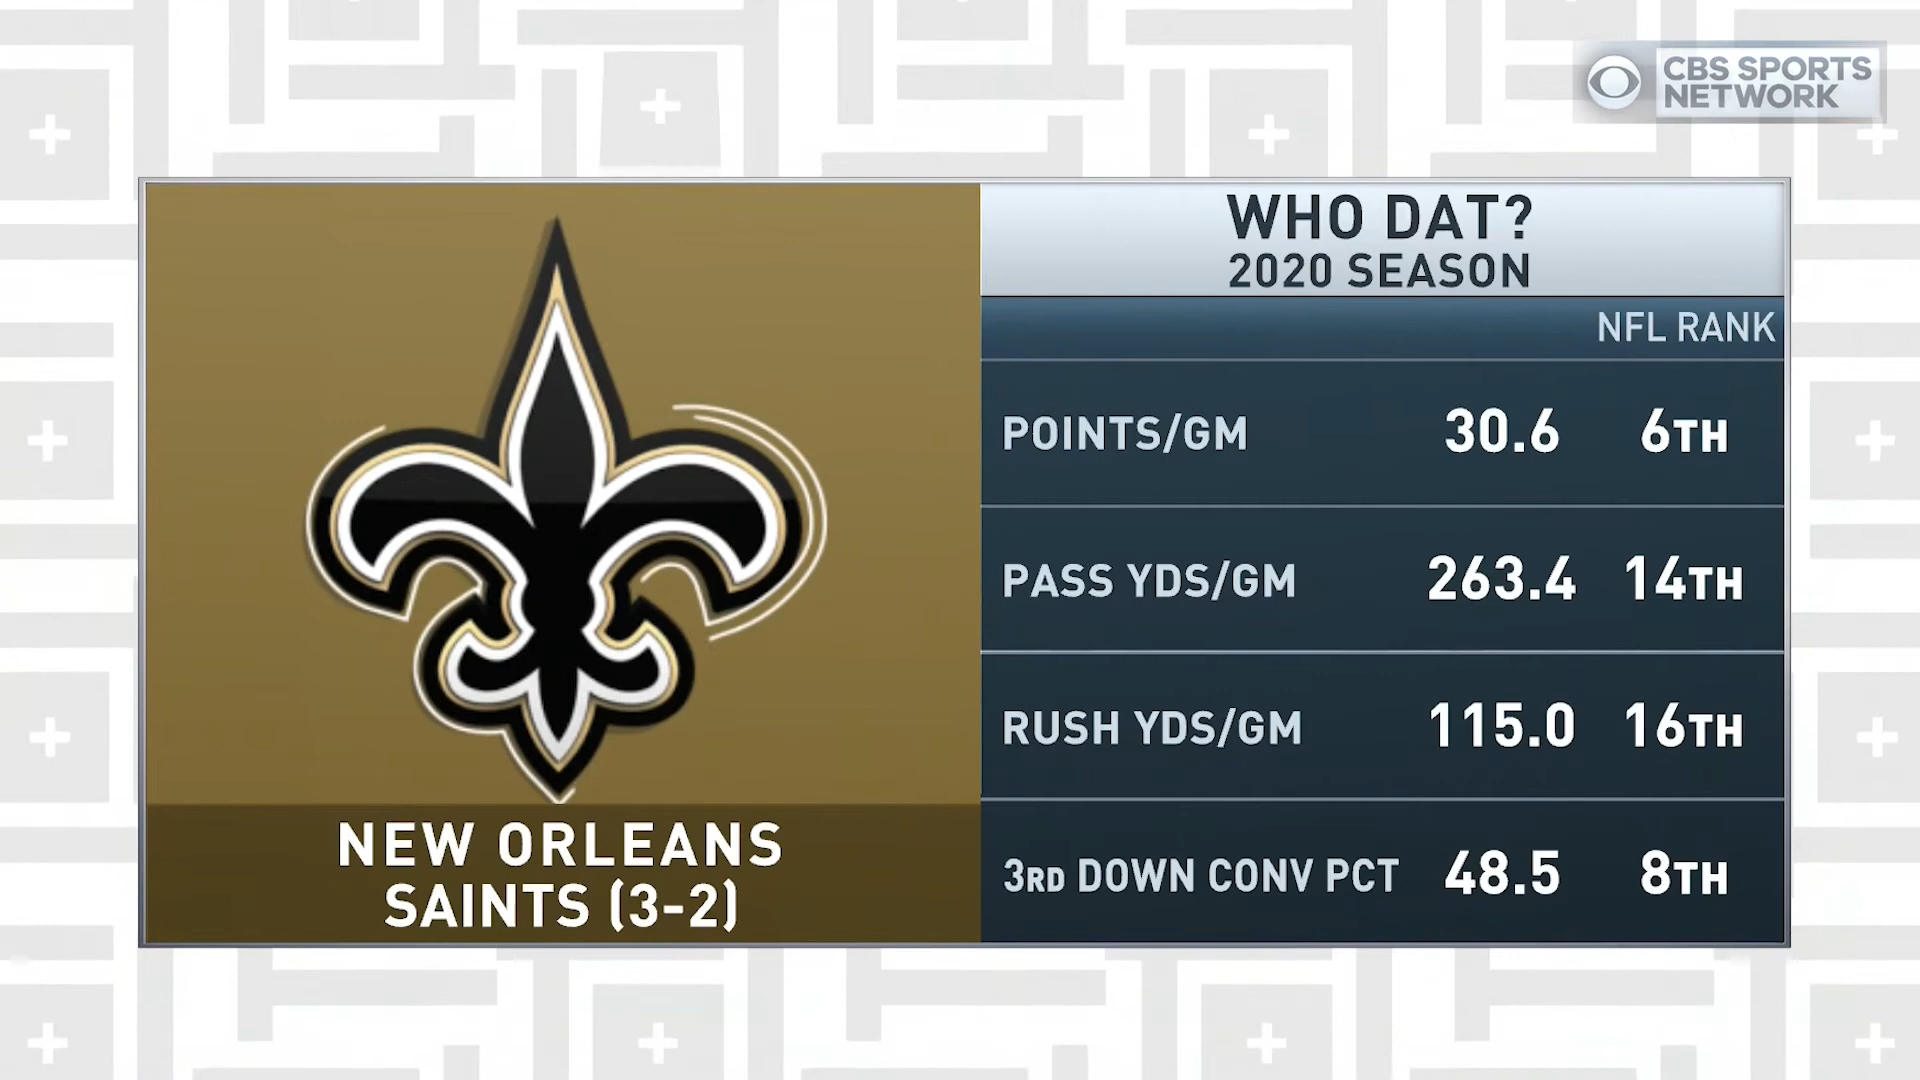 CBS SPORTS
NETWORK
WHO DAT?
2020 SEASON
NFL RANK
POINTS/GM 30.6 6TH
PASS YDS/GM 263.4 14TH
RUSH YDS/GM 115.0 16TH
3RD DOWN CONV PCT 48.5 8TH
NEW ORLEANS
SAINTS (3-2)